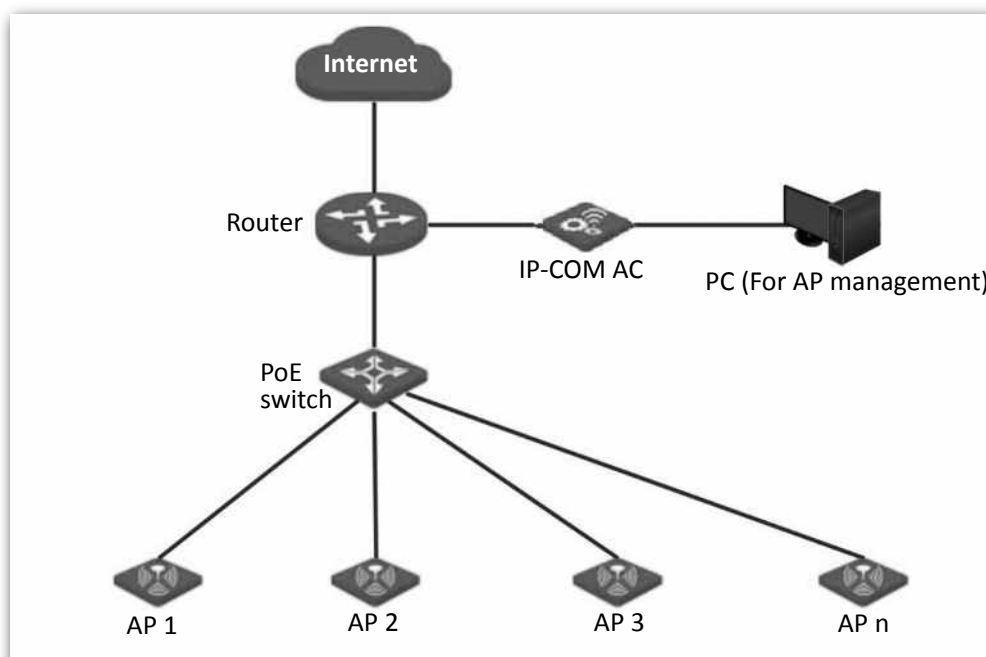 Internet
Router
IP-COM AC
PC (For AP management)
PoE
switch
AP 1
AP 2
AP 3
AP n